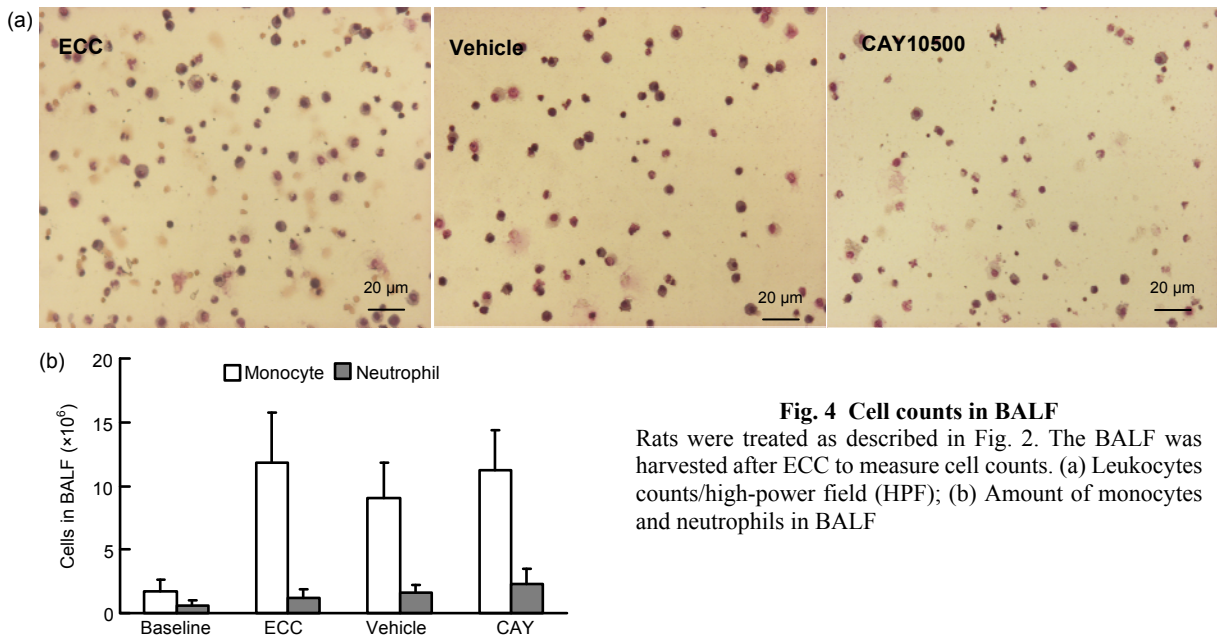 (a)
ECC
Vehicle
CAY10500
20 µm
20 µm
20 µm
(b)
20
15
10
5
0
Cells in BALF (×10⁶)
Monocyte
Neutrophil
Baseline
ECC
Vehicle
CAY
Fig. 4 Cell counts in BALF
Rats were treated as described in Fig. 2. The BALF was
harvested after ECC to measure cell counts. (a) Leukocytes
counts/high-power field (HPF); (b) Amount of monocytes
and neutrophils in BALF